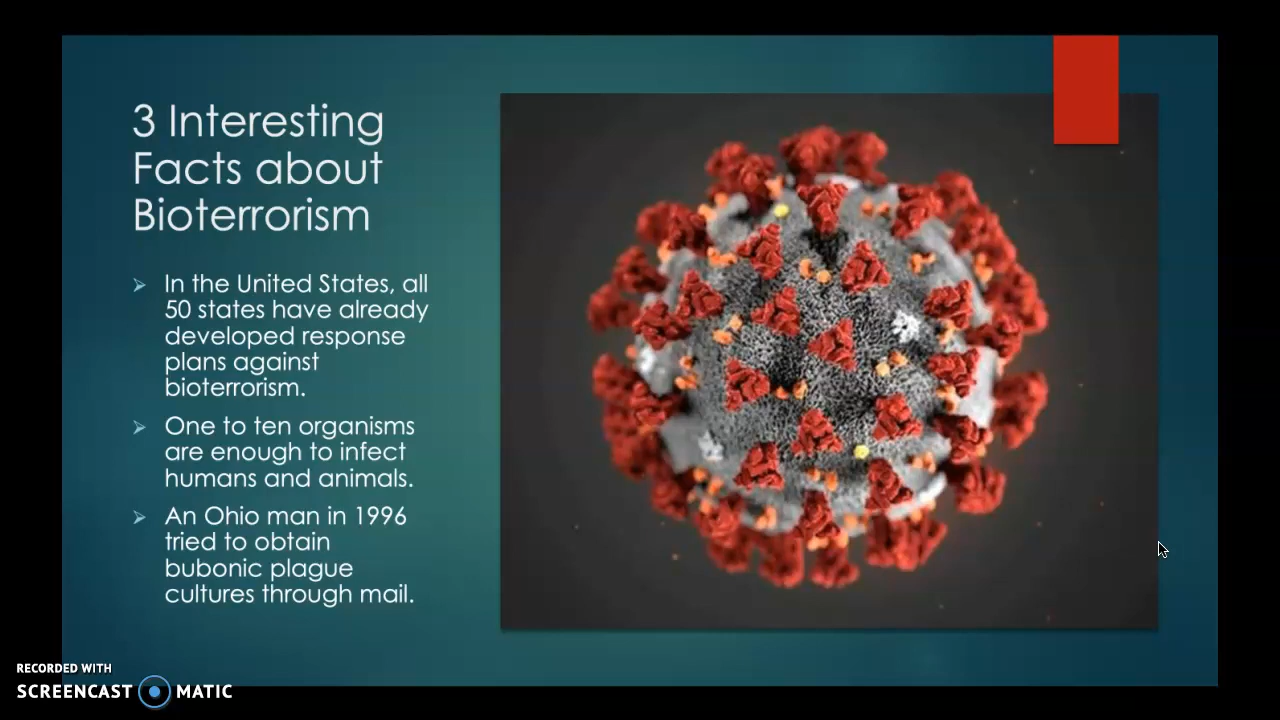 3 Interesting
Facts about
Bioterrorism
In the United States, all
50 states have already
developed response
plans against
bioterrorism.
One to ten organisms
are enough to infect
humans and animals.
An Ohio man in 1996
tried to obtain
bubonic plague
cultures through mail.
RECORDED WITH
SCREENCAST MATIC